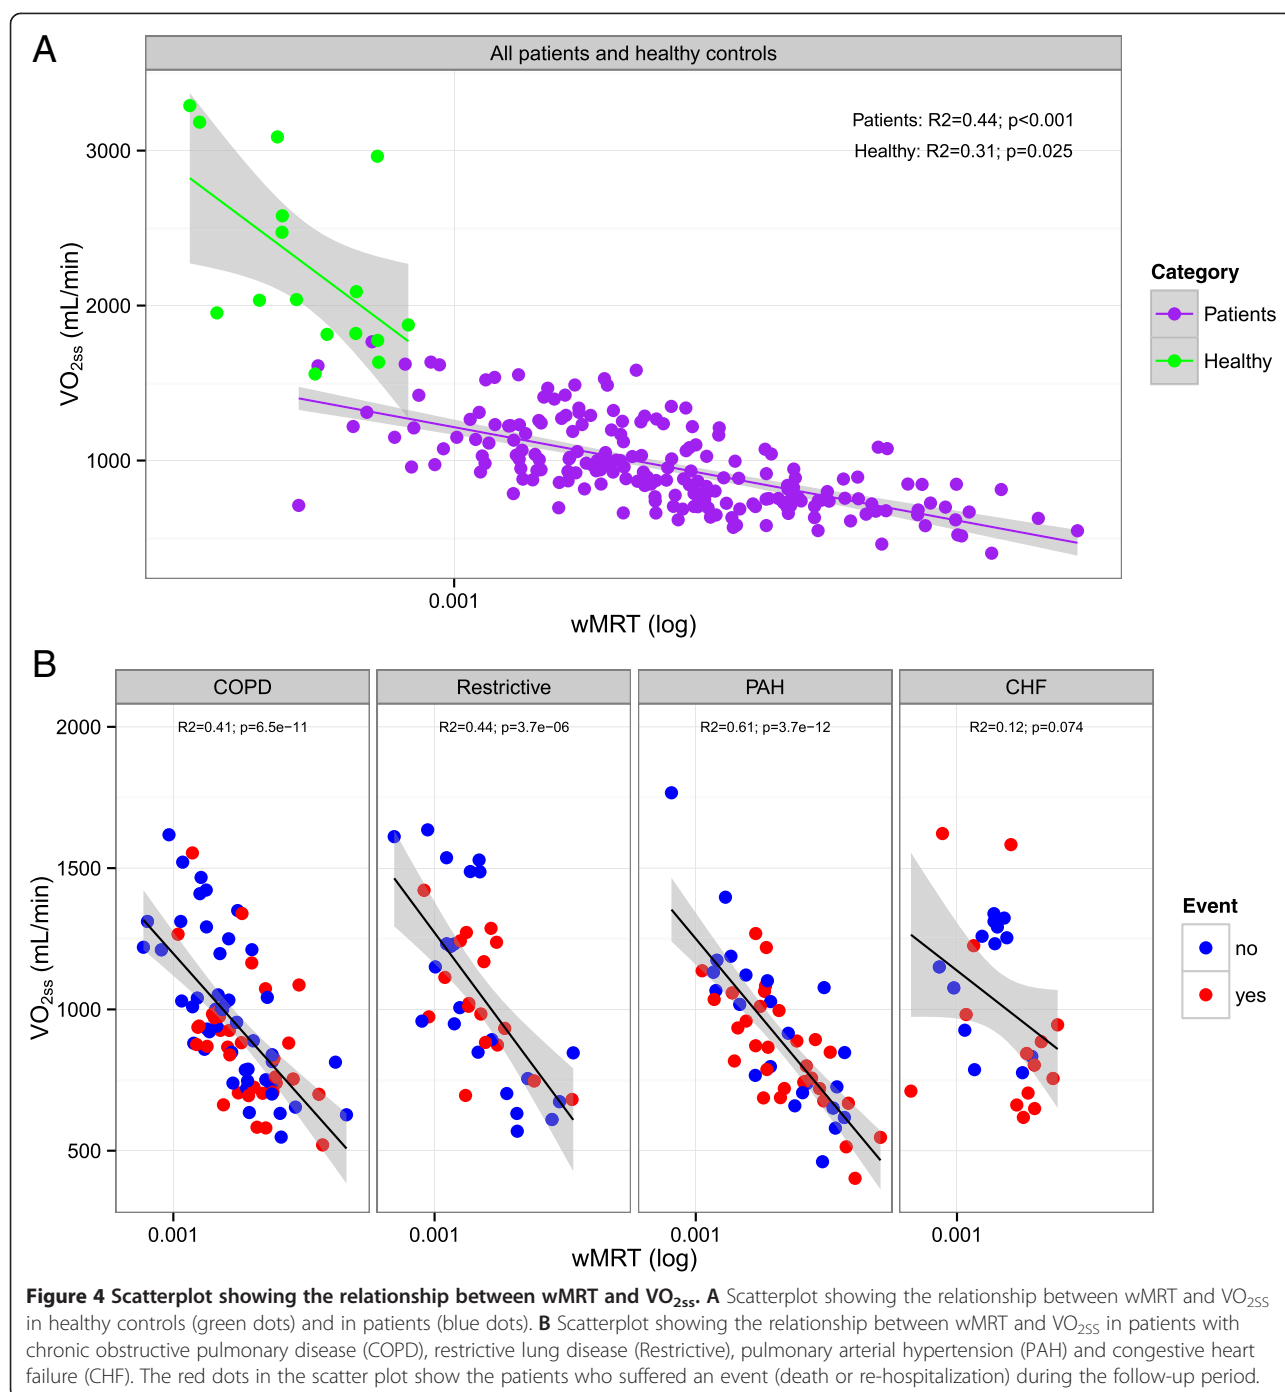 A
All patients and healthy controls
Patients: R2=0.44; p<0.001
Healthy: R2=0.31; p=0.025
3000
2000
1000
VO2ss (mL/min)
0.001
wMRT (log)
Category
Patients
Healthy
B
COPD
Restrictive
PAH
CHF
R2=0.41; p=6.5e−11
R2=0.44; p=3.7e−06
R2=0.61; p=3.7e−12
R2=0.12; p=0.074
2000
1500
1000
500
VO2ss (mL/min)
0.001
0.001
0.001
0.001
wMRT (log)
Event
no
yes
Figure 4 Scatterplot showing the relationship between wMRT and VO2ss. A Scatterplot showing the relationship between wMRT and VO2SS
in healthy controls (green dots) and in patients (blue dots). B Scatterplot showing the relationship between wMRT and VO2SS in patients with
chronic obstructive pulmonary disease (COPD), restrictive lung disease (Restrictive), pulmonary arterial hypertension (PAH) and congestive heart
failure (CHF). The red dots in the scatter plot show the patients who suffered an event (death or re-hospitalization) during the follow-up period.